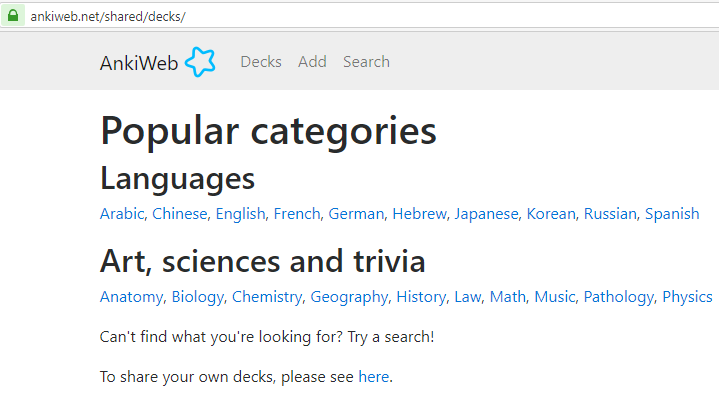 ankiweb.net/shared/decks/
AnkiWeb Decks Add Search
Popular categories
Languages
Arabic, Chinese, English, French, German, Hebrew, Japanese, Korean, Russian, Spanish
Art, sciences and trivia
Anatomy, Biology, Chemistry, Geography, History, Law, Math, Music, Pathology, Physics
Can't find what you're looking for? Try a search!
To share your own decks, please see here.